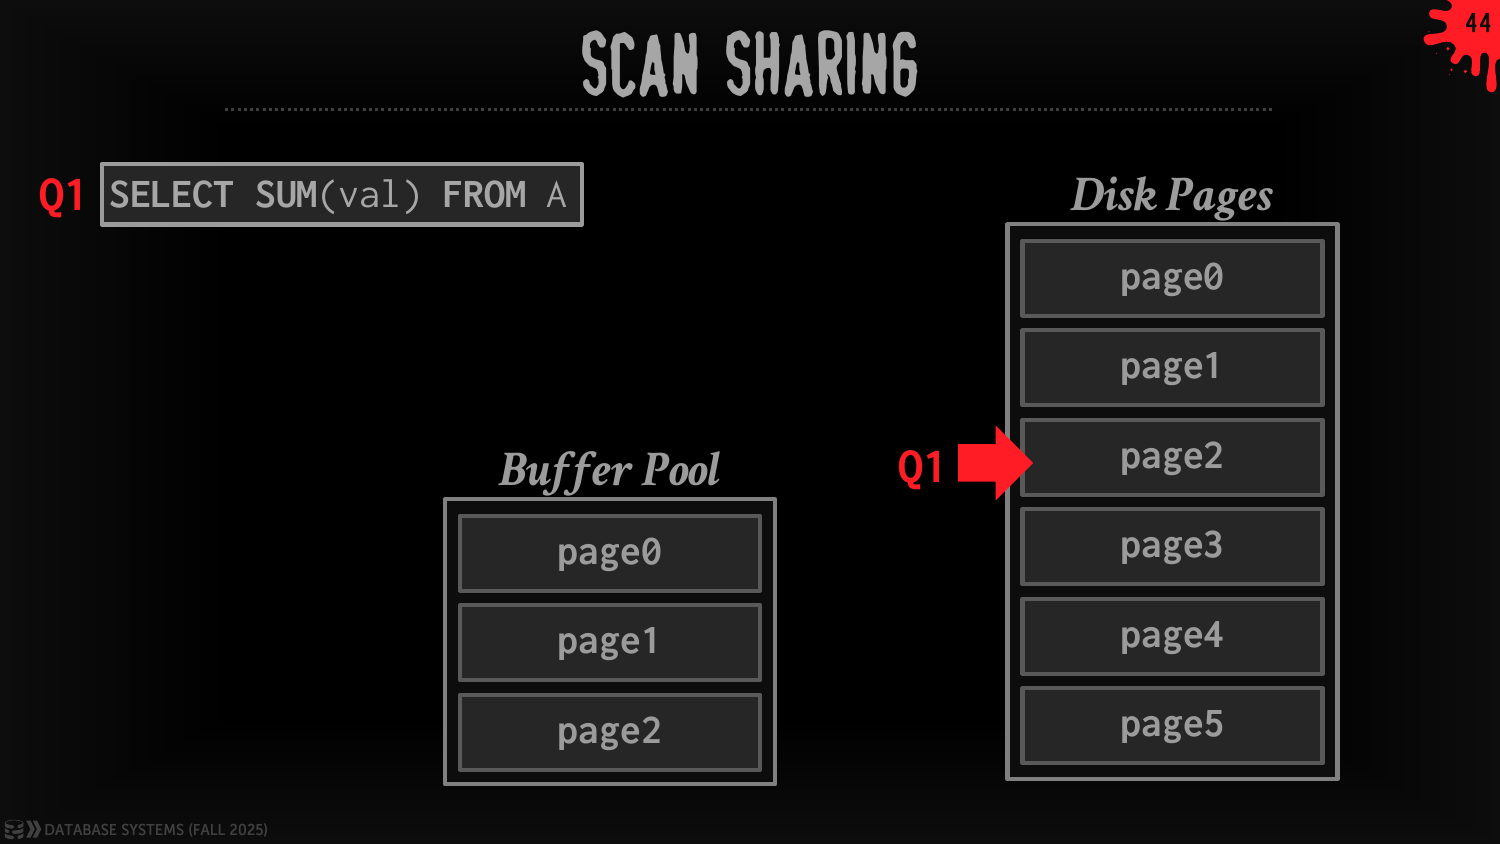 44
SCAN SHARING
Q1 SELECT SUM(val) FROM A
Disk Pages
page0
page1
Q1 page2
page3
page4
page5
Buffer Pool
page0
page1
page2
DATABASE SYSTEMS (FALL 2025)